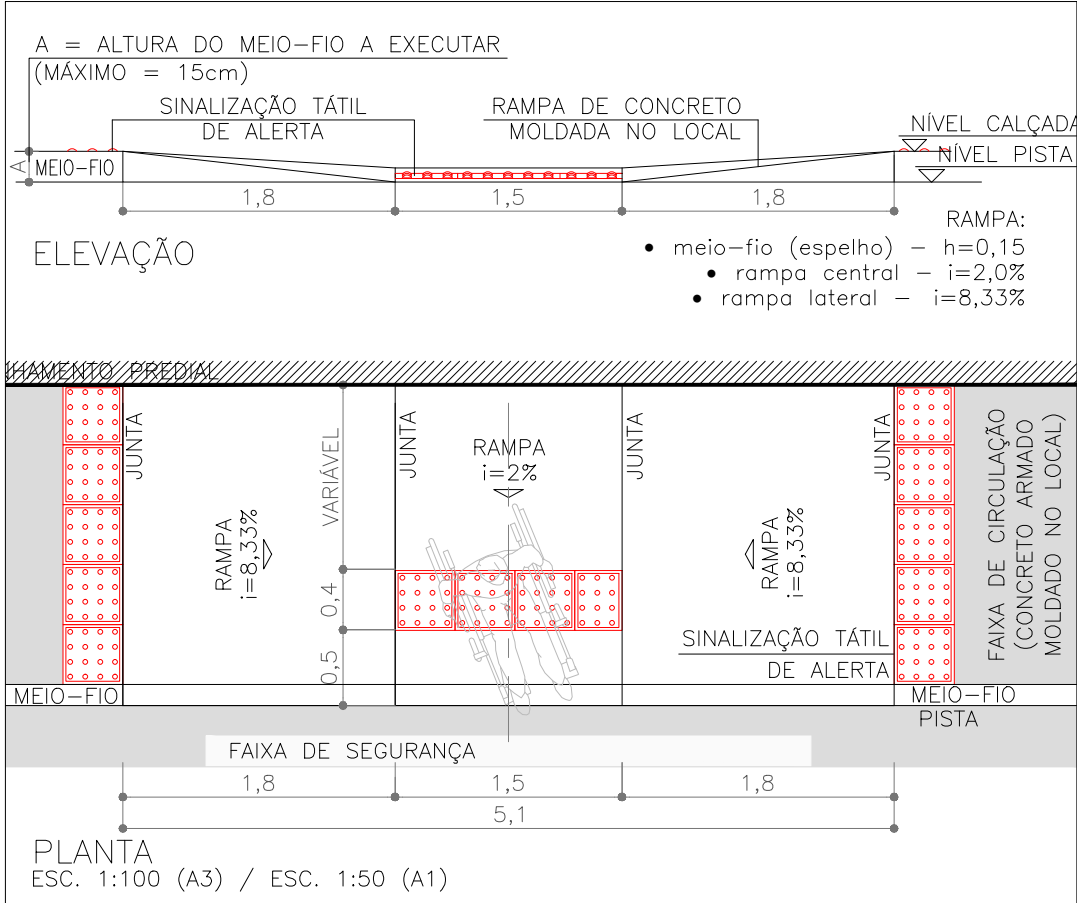 A = ALTURA DO MEIO-FIO A EXECUTAR
(MÁXIMO = 15cm)
SINALIZAÇÃO TÁTIL
DE ALERTA
RAMPA DE CONCRETO
MOLDADA NO LOCAL
NÍVEL CALÇADA
NÍVEL PISTA
A
MEIO-FIO
1,8
1,5
1,8
ELEVAÇÃO
RAMPA:
• meio-fio (espelho) - h=0,15
• rampa central - i=2,0%
• rampa lateral - i=8,33%
NHAMENTO PREDIAL
JUNTA
VARIÁVEL
JUNTA
RAMPA
i=2%
JUNTA
JUNTA
FAIXA DE CIRCULAÇÃO
(CONCRETO ARMADO
MOLDADO NO LOCAL)
RAMPA
i=8,33%
RAMPA
i=8,33%
0,4
0,5
SINALIZAÇÃO TÁTIL
DE ALERTA
MEIO-FIO
MEIO-FIO
PISTA
FAIXA DE SEGURANÇA
1,8
1,5
1,8
5,1
PLANTA
ESC. 1:100 (A3) / ESC. 1:50 (A1)